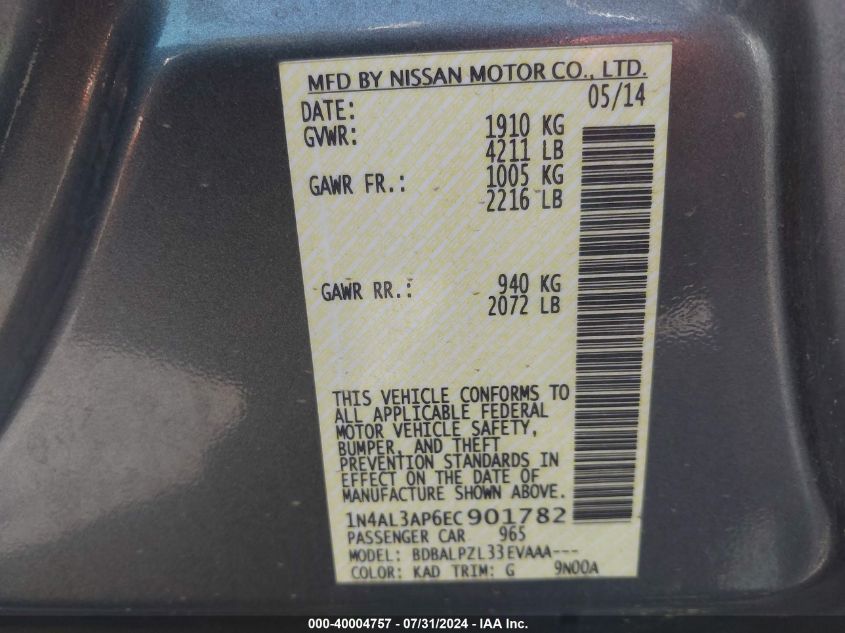 MFD BY NISSAN MOTOR CO., LTD.
DATE: 05/14
GVWR: 1910 KG
4211 LB
GAWR FR.: 1005 KG
2216 LB
GAWR RR.: 940 KG
2072 LB
THIS VEHICLE CONFORMS TO
ALL APPLICABLE FEDERAL
MOTOR VEHICLE SAFETY,
BUMPER, AND THEFT
PREVENTION STANDARDS IN
EFFECT ON THE DATE OF
MANUFACTURE SHOWN ABOVE.
1N4AL3AP6EC901782
PASSENGER CAR 965
MODEL: BDBALPZL33EVAAA---
COLOR: KAD TRIM: G 9N00A
000-40004757 - 07/31/2024 - IAA Inc.